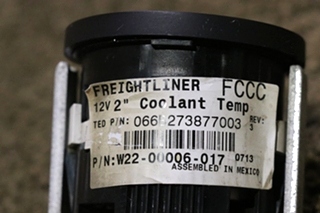 FREIGHTLINER FCCC
12V 2" Coolant Temp
TED P/N: 066-273877003 REV: 3
P/N:W22-00006-017 0713
ASSEMBLED IN MEXICO